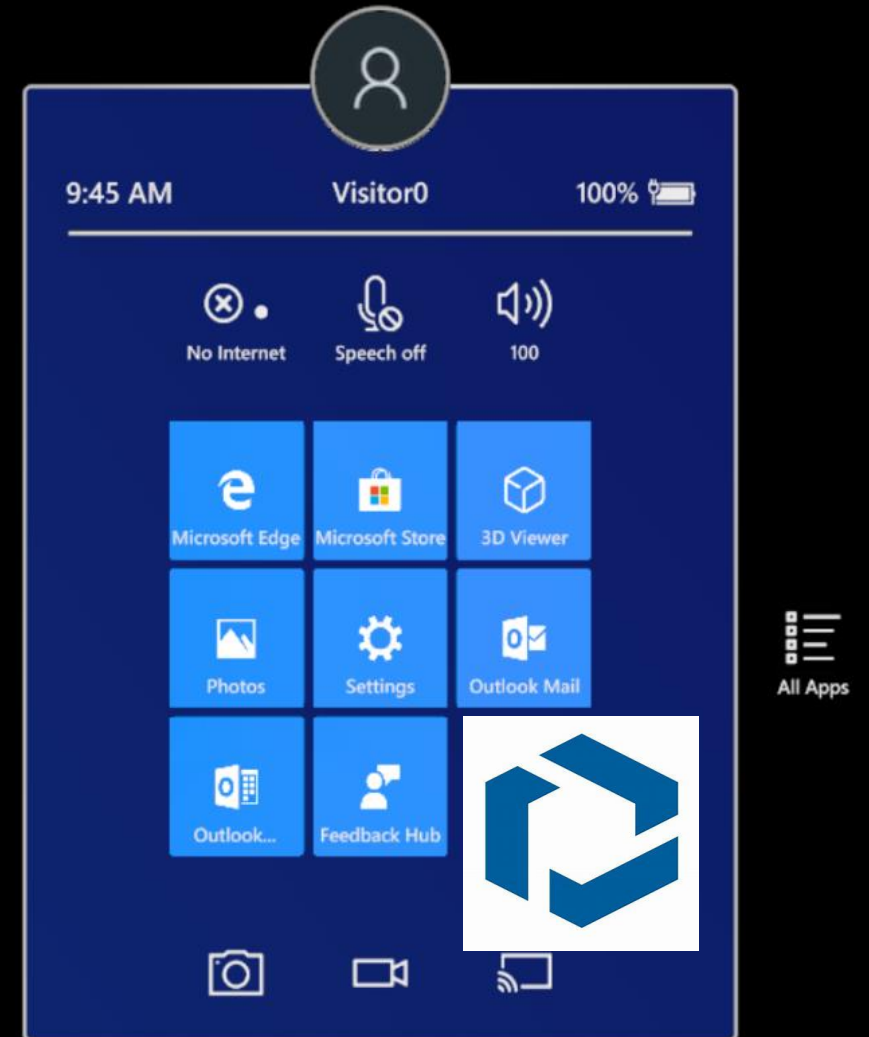 9:45 AM Visitor0 100%
No Internet Speech off 100
Microsoft Edge Microsoft Store 3D Viewer
Photos Settings Outlook Mail
All Apps
Outlook... Feedback Hub